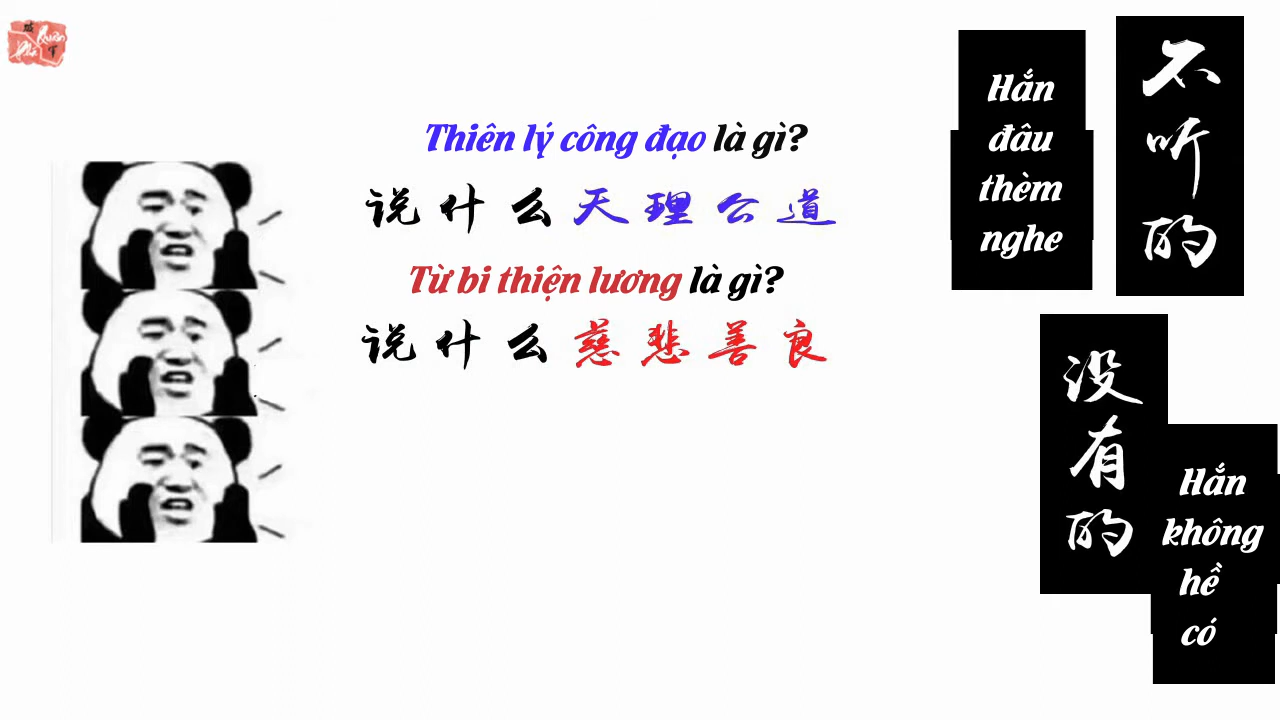 Thiên lý công đạo là gì?
说什么天理公道
Từ bi thiện lương là gì?
说什么慈悲善良
Hắn
đâu
thèm
nghe
不听的
没有的
Hắn
không
hề
có